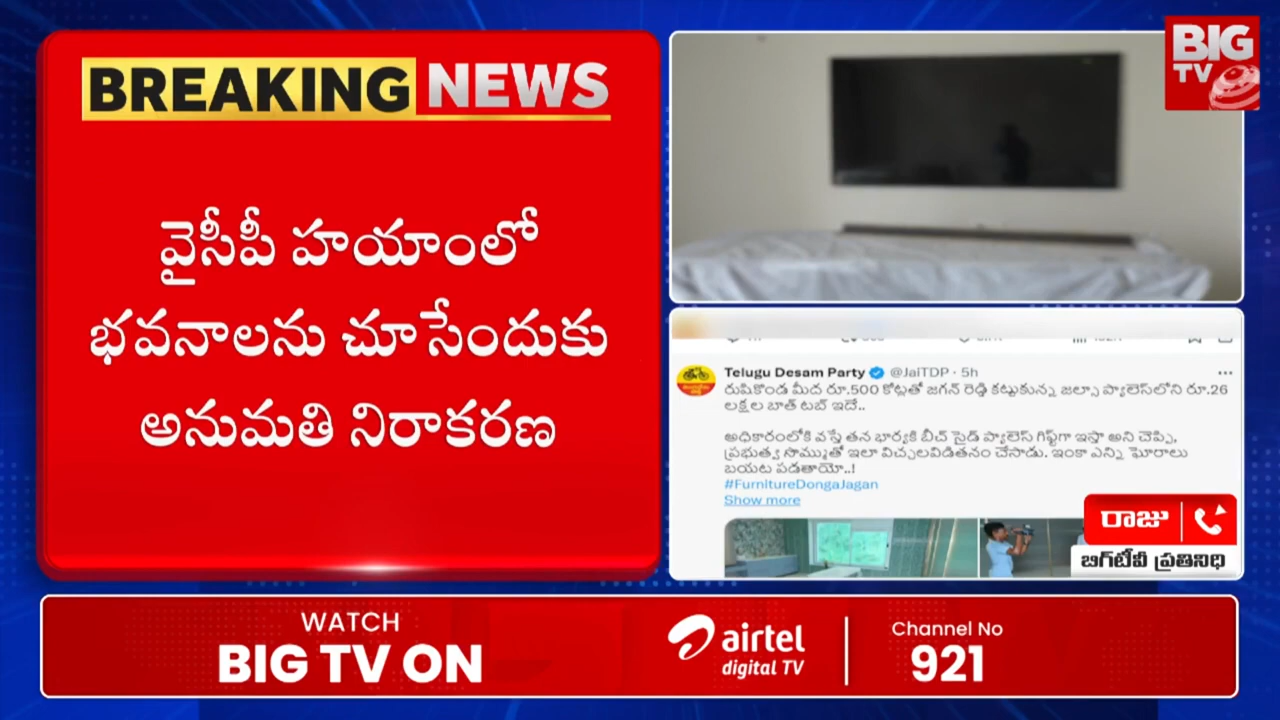 BREAKING NEWS
వైసీపీ హయాంలో
భవనాలను చూసేందుకు
అనుమతి నిరాకరణ
BIG
TV
Telugu Desam Party @JaiTDP · 5h
రుషికొండ మీద రూ.500 కోట్లతో జగన్ రెడ్డి కట్టుకున్న జల్సా ప్యాలెస్‌లోని రూ.26
లక్షల బాత్ టబ్ ఇదే..
అధికారంలోకి వస్తే తన భార్యకి బీచ్ సైడ్ ప్యాలెస్ గిఫ్ట్‌గా ఇస్తా అని చెప్పి,
ప్రభుత్వ సొమ్ముతో ఇలా విచ్చలవిడితనం చేసాడు. ఇంకా ఎన్ని ఘోరాలు
బయట పడతాయో..!
#FurnitureDongaJagan
Show more
రాజు
బిగ్‌టీవీ ప్రతినిధి
WATCH
BIG TV ON
airtel
digital TV
Channel No
921